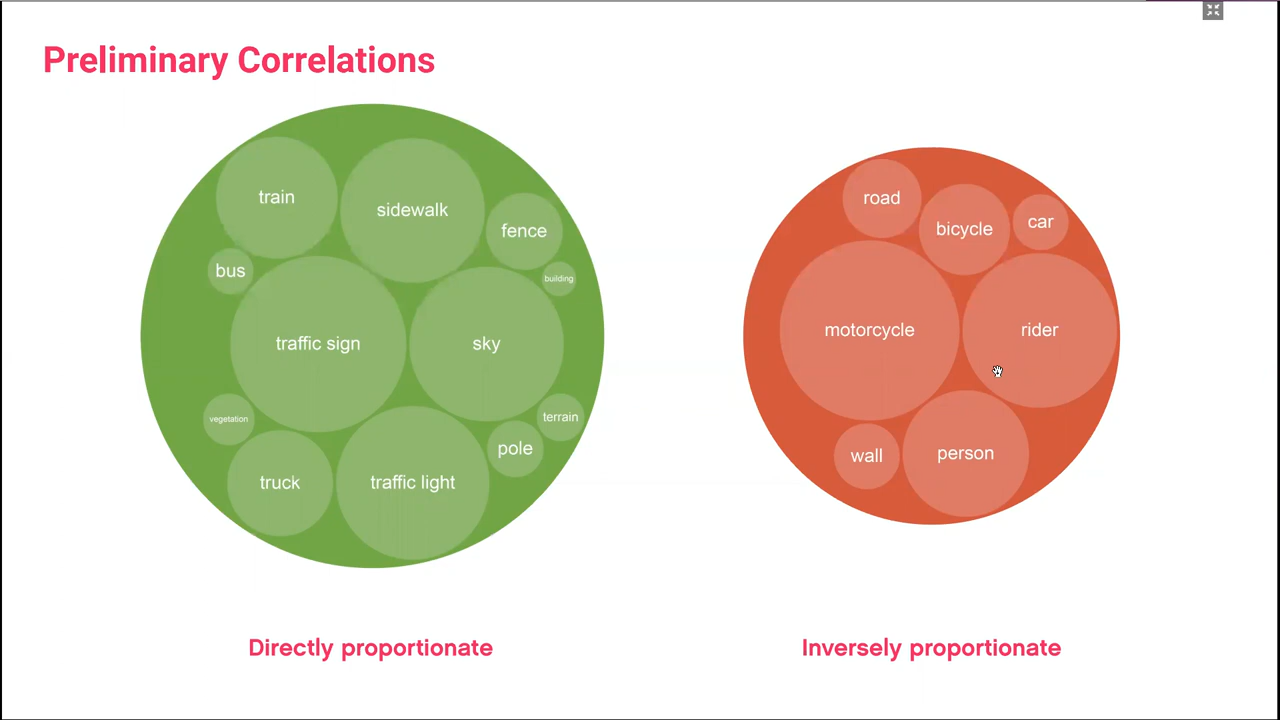 Preliminary Correlations
train
sidewalk
fence
bus
building
traffic sign
sky
vegetation
terrain
pole
truck
traffic light
road
bicycle
car
motorcycle
rider
wall
person
Directly proportionate
Inversely proportionate